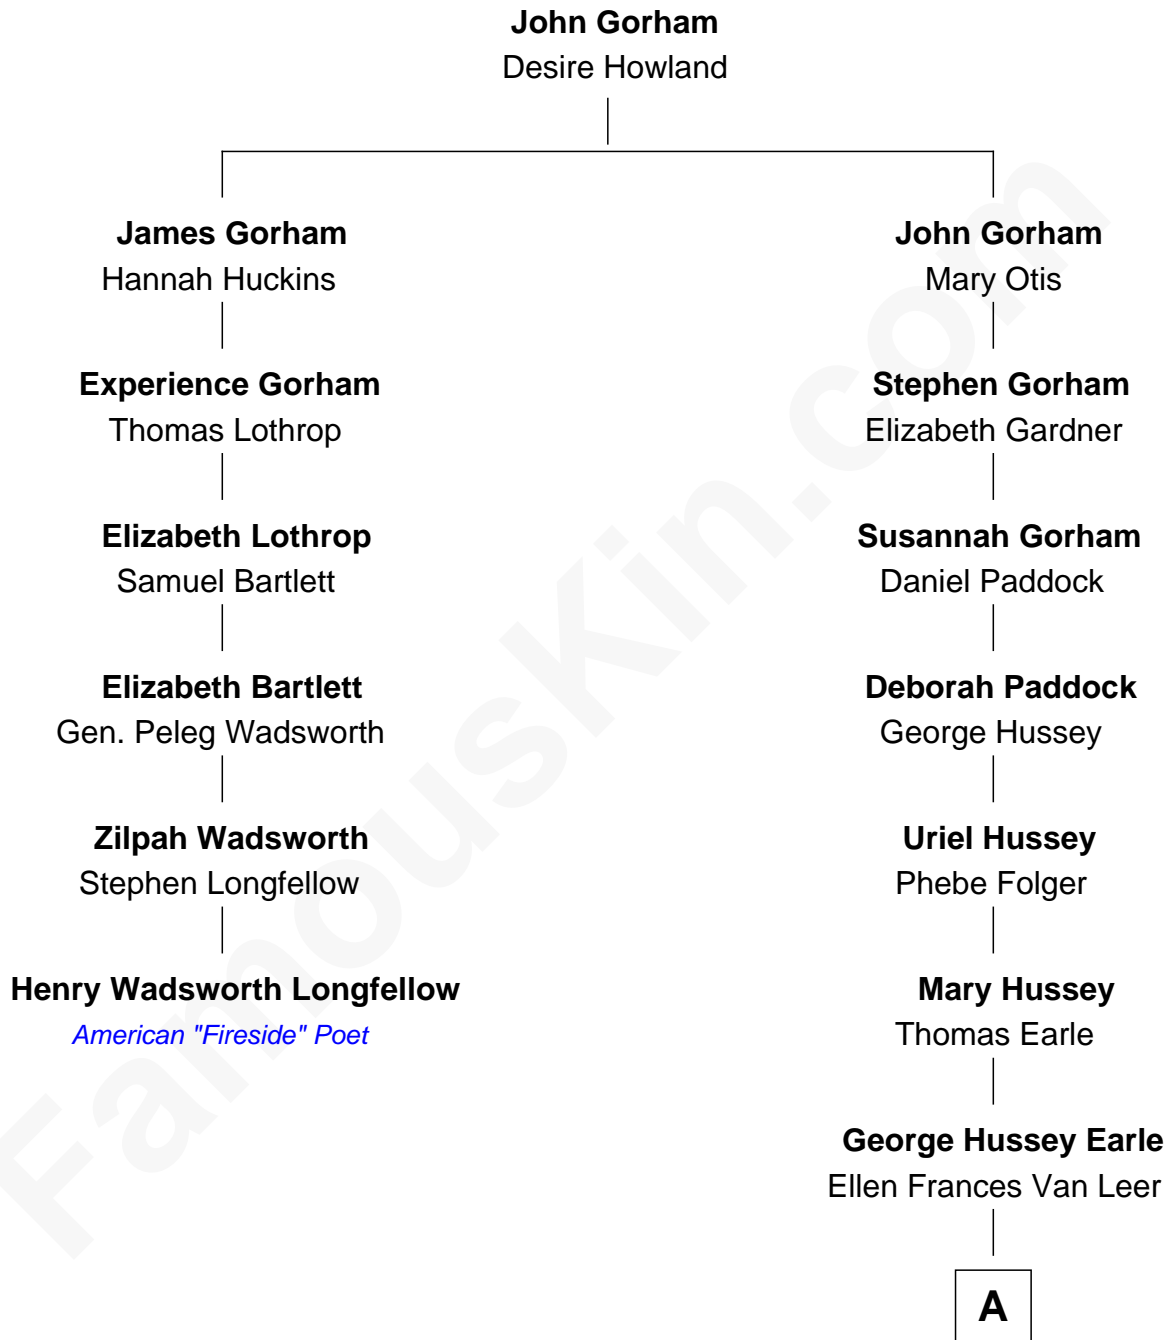 John Gorham
Desire Howland
James Gorham
Hannah Huckins
John Gorham
Mary Otis
Experience Gorham
Thomas Lothrop
Stephen Gorham
Elizabeth Gardner
Elizabeth Lothrop
Samuel Bartlett
Susannah Gorham
Daniel Paddock
Elizabeth Bartlett
Gen. Peleg Wadsworth
Deborah Paddock
George Hussey
Zilpah Wadsworth
Stephen Longfellow
Uriel Hussey
Phebe Folger
Henry Wadsworth Longfellow
American "Fireside" Poet
Mary Hussey
Thomas Earle
George Hussey Earle
Ellen Frances Van Leer
A
FamousKin.com